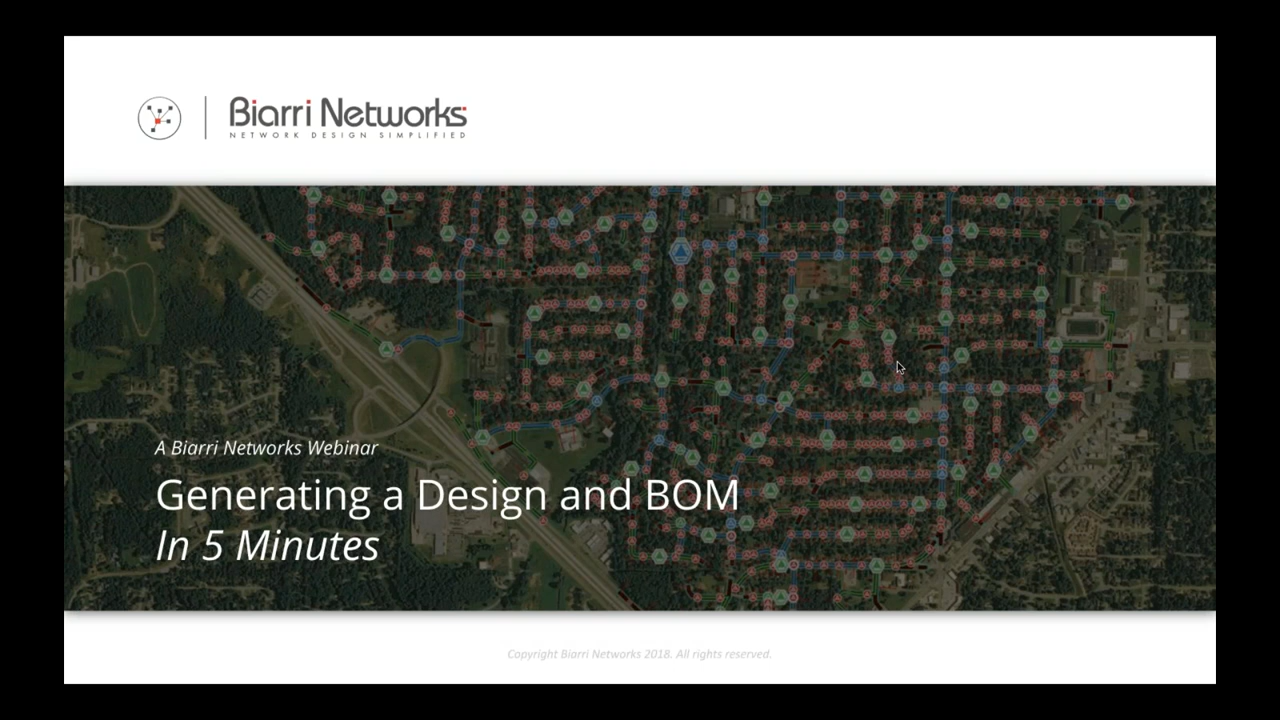 Biarri Networks
NETWORK DESIGN SIMPLIFIED
A Biarri Networks Webinar
Generating a Design and BOM
In 5 Minutes
Copyright Biarri Networks 2018. All rights reserved.